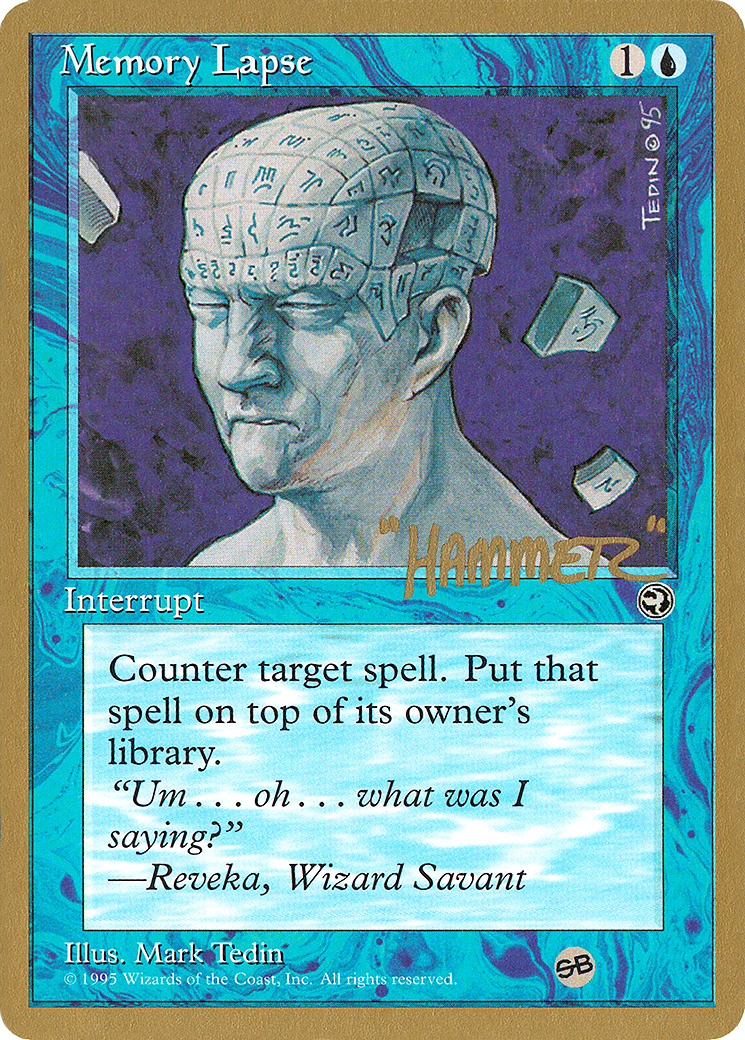 Memory Lapse 1
TEDIN © 95
"HAMMER"
Interrupt
Counter target spell. Put that
spell on top of its owner's
library.
“Um . . . oh . . . what was I
saying?”
—Reveka, Wizard Savant
Illus. Mark Tedin
© 1995 Wizards of the Coast, Inc. All rights reserved.
SB